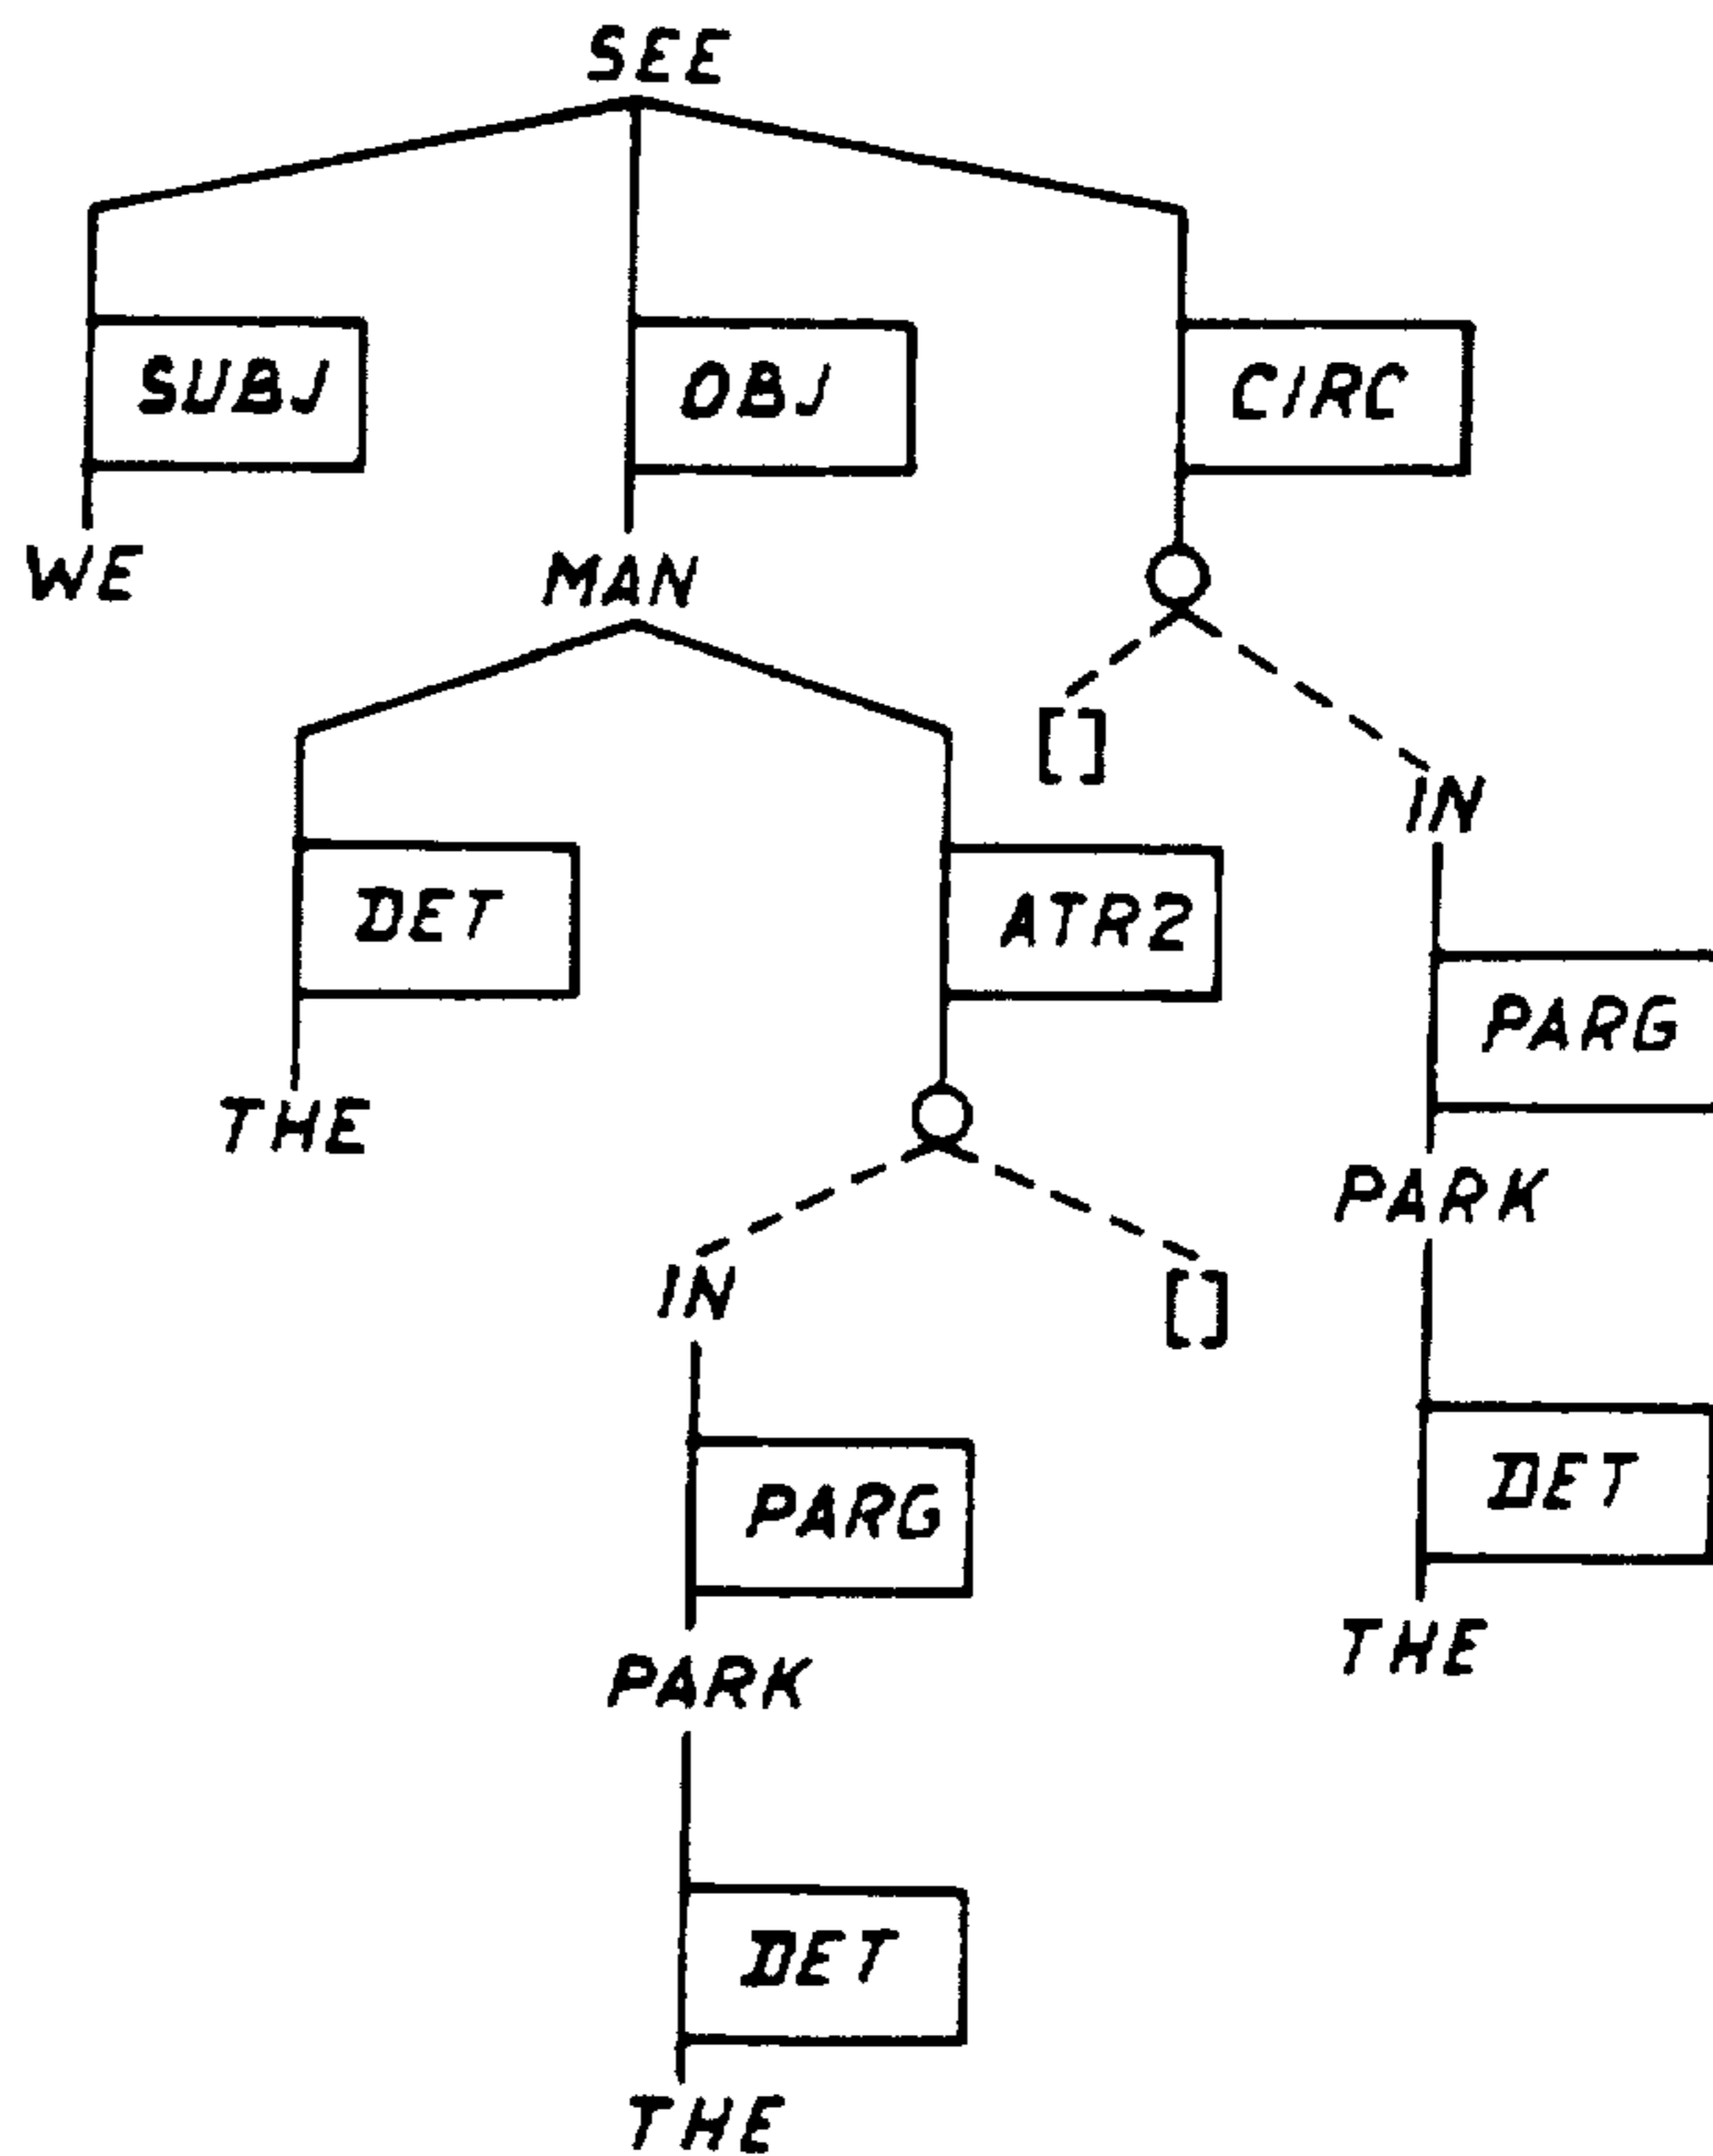 SEE
SUBJ OBJ CIRC
WE MAN
[] IN
DET ATR2
PARG
THE
PARK
IN []
PARG DET
THE
PARK
DET
THE